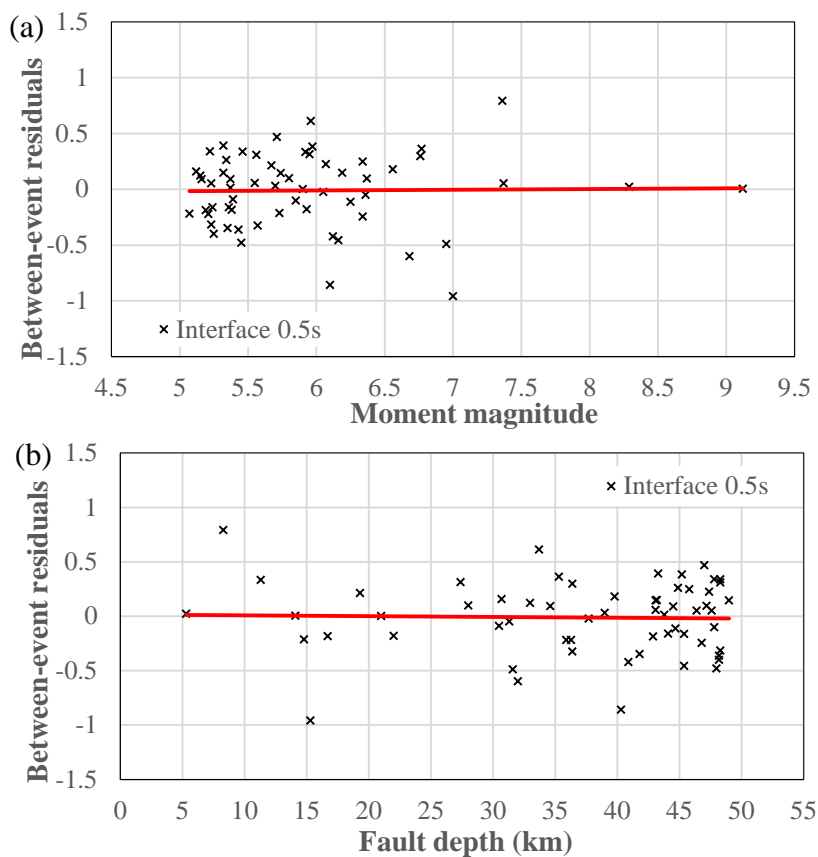 (a)
1.5
1
0.5
0
-0.5
-1
-1.5
Between-event residuals
Interface 0.5s
4.5 5 5.5 6 6.5 7 7.5 8 8.5 9 9.5
Moment magnitude
(b)
1.5
1
0.5
0
-0.5
-1
-1.5
Between-event residuals
Interface 0.5s
0 5 10 15 20 25 30 35 40 45 50 55
Fault depth (km)